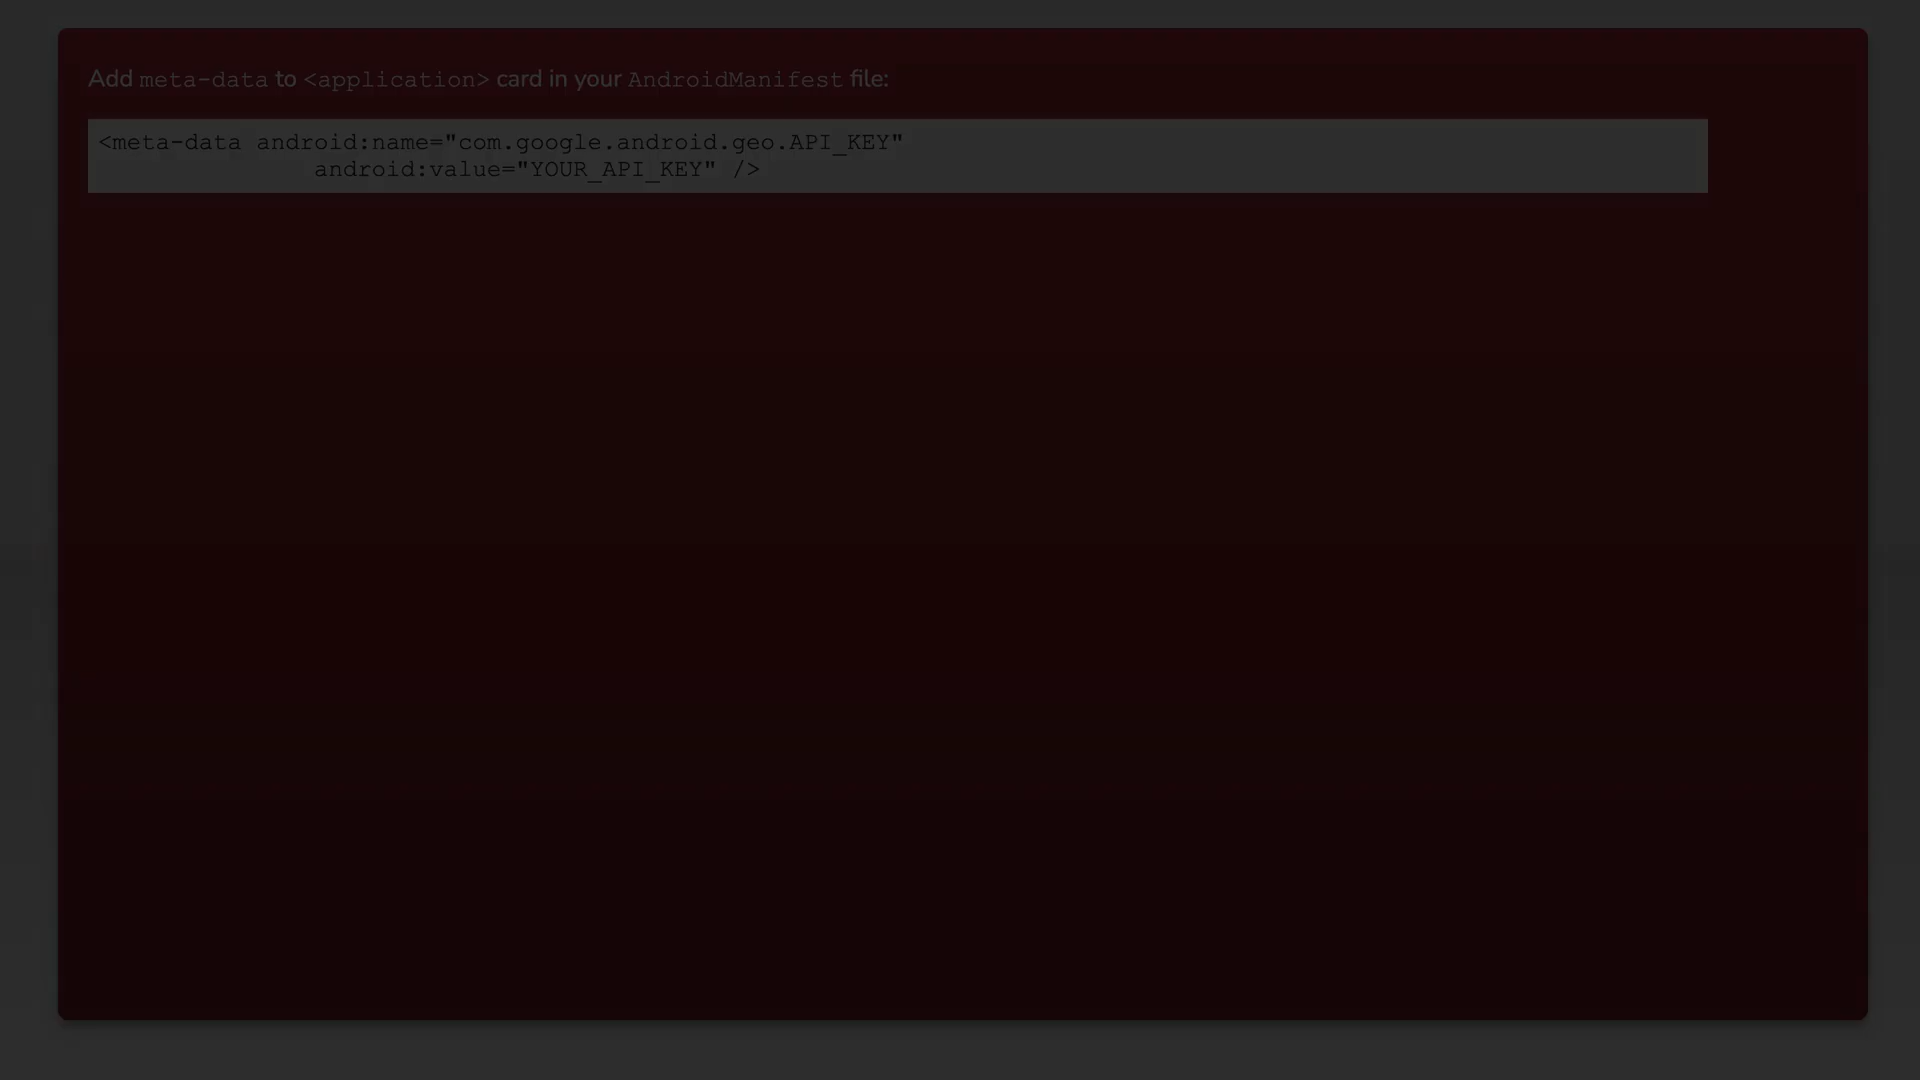 Add meta-data to <application> card in your AndroidManifest file:
<meta-data android:name="com.google.android.geo.API_KEY"
android:value="YOUR_API_KEY" />